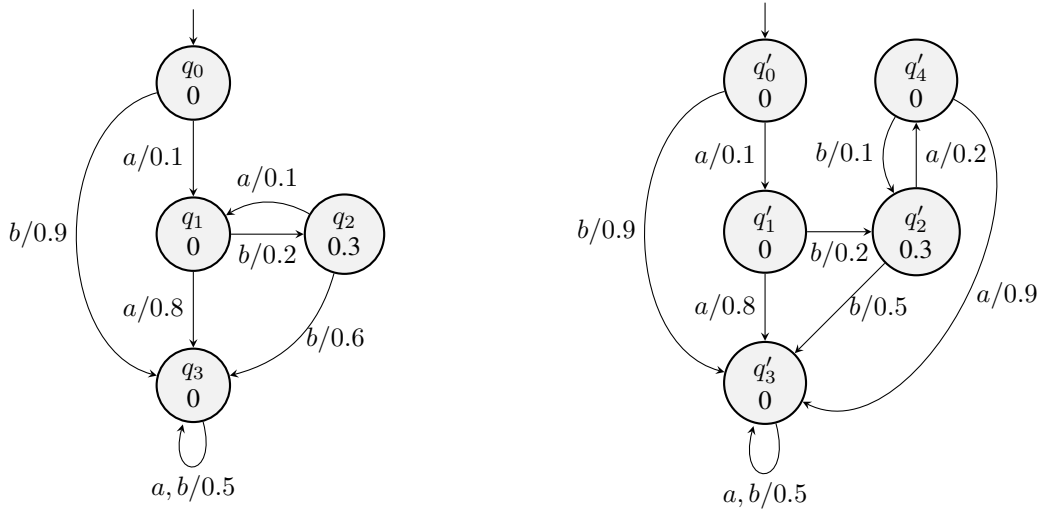 q₀
0
a/0.1
b/0.9
q₁
0
a/0.1
b/0.2
q₂
0.3
a/0.8
b/0.6
q₃
0
a, b/0.5
q′₀
0
a/0.1
b/0.9
q′₄
0
b/0.1
a/0.2
q′₁
0
b/0.2
q′₂
0.3
a/0.8
b/0.5
a/0.9
q′₃
0
a, b/0.5